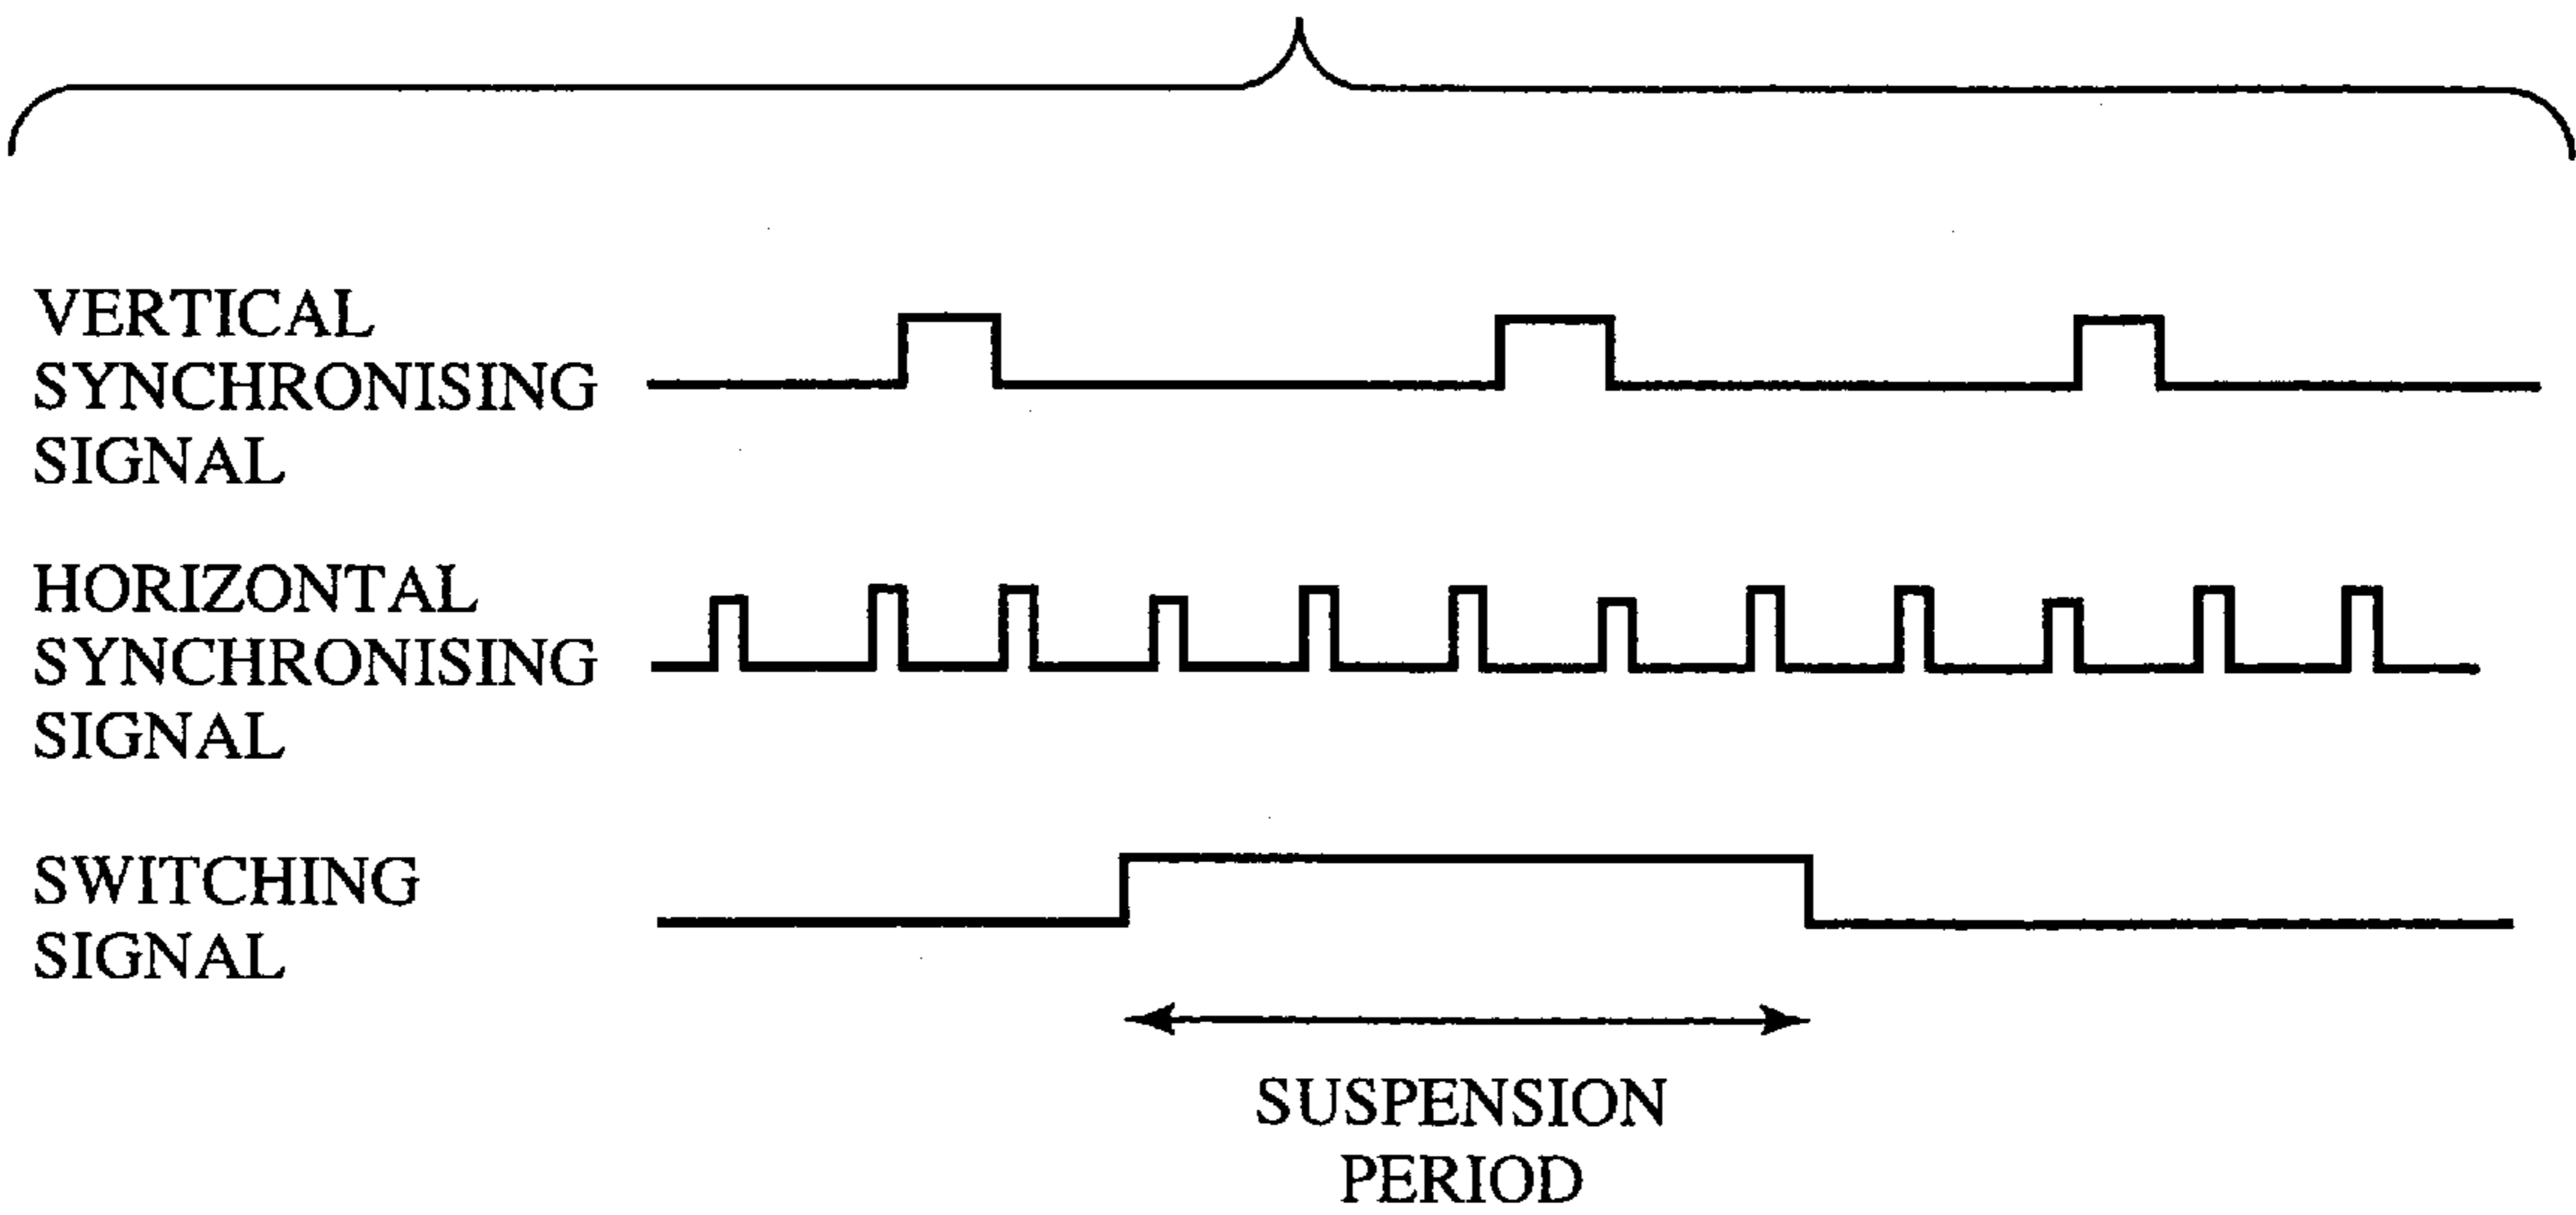 VERTICAL
SYNCHRONISING
SIGNAL
HORIZONTAL
SYNCHRONISING
SIGNAL
SWITCHING
SIGNAL
SUSPENSION
PERIOD